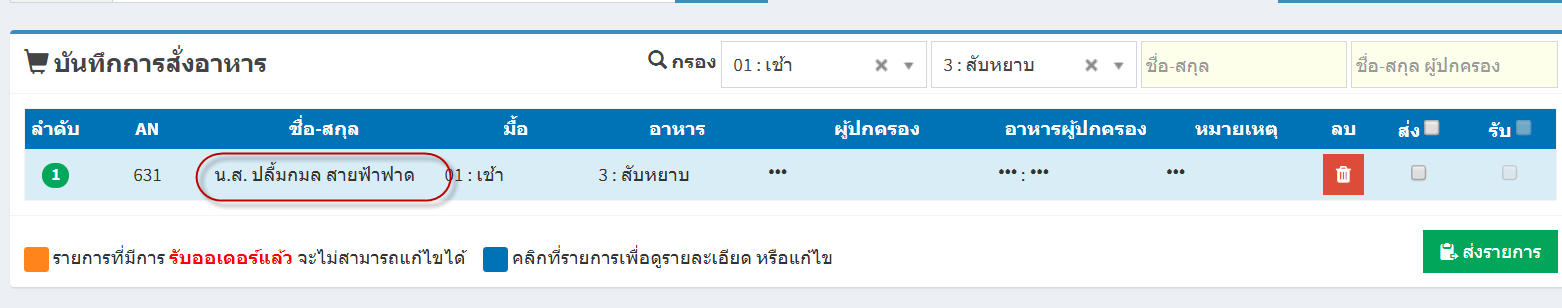 บันทึกการสั่งอาหาร
กรอง 01 : เช้า × 3 : สับหยาบ × ชื่อ-สกุล ชื่อ-สกุล ผู้ปกครอง
ลำดับ AN ชื่อ-สกุล มื้อ อาหาร ผู้ปกครอง อาหารผู้ปกครอง หมายเหตุ ลบ ส่ง รับ
1 631 น.ส. ปลื้มกมล สายฟ้าฟาด 01 : เช้า 3 : สับหยาบ *** *** : *** ***
รายการที่มีการ รับออเดอร์แล้ว จะไม่สามารถแก้ไขได้ คลิกที่รายการเพื่อดูรายละเอียด หรือแก้ไข
ส่งรายการ